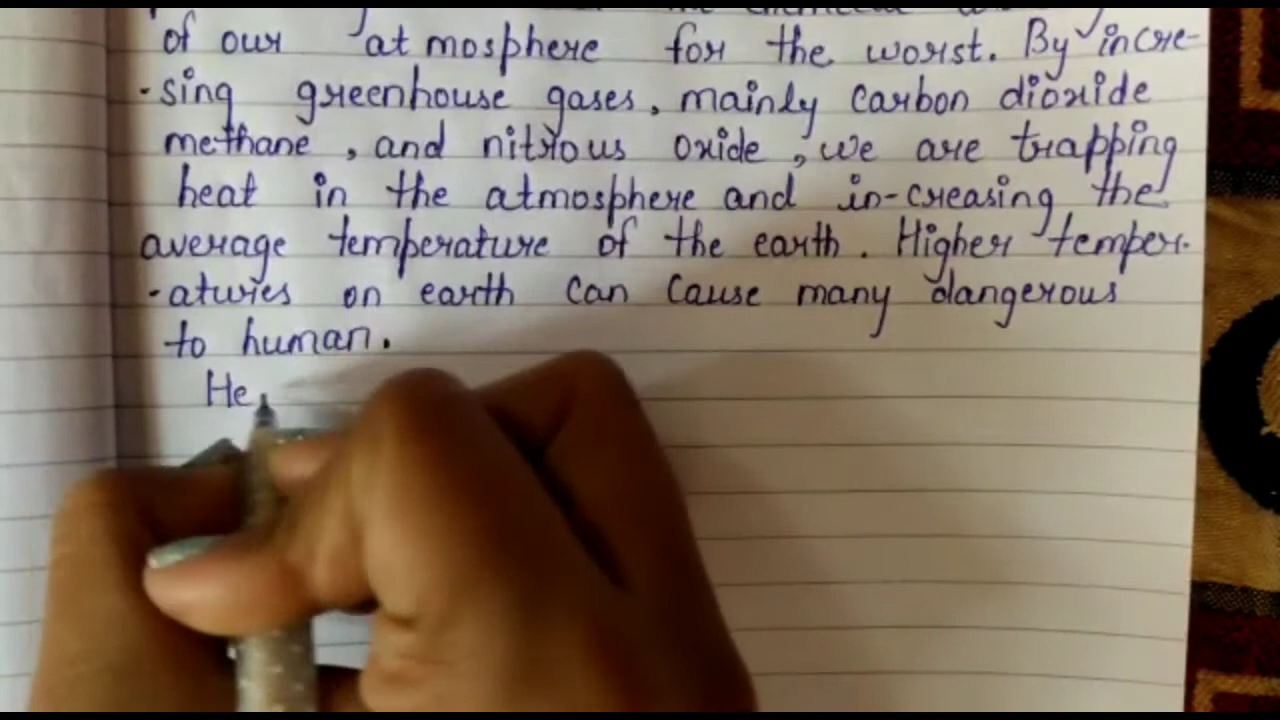 of our atmosphere for the worst. By incre-
-sing greenhouse gases, mainly carbon dioxide
methane, and nitrous oxide, we are trapping
heat in the atmosphere and in-creasing the
average temperature of the earth. Higher temper-
-aturies on earth can cause many dangerous
to human.
He